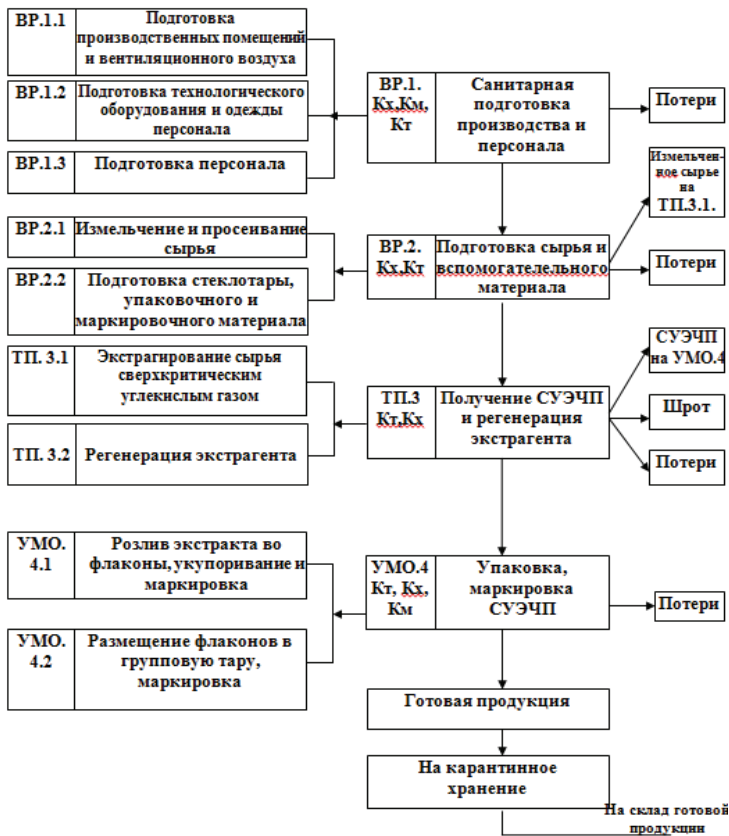 ВР.1.1
Подготовка
производственных помещений
и вентиляционного воздуха
ВР.1.2
Подготовка технологического
оборудования и одежды
персонала
ВР.1.3
Подготовка персонала
ВР.1.
Кх,Км,
Кт
Санитарная
подготовка
производства и
персонала
Потери
Измельчен-
ное сырье
на
ТП.3.1.
ВР.2.1
Измельчение и просеивание
сырья
ВР.2.2
Подготовка стеклотары,
упаковочного и
маркировочного материала
ВР.2.
Кх,Кт
Подготовка сырья и
вспомогателельного
материала
Потери
ТП. 3.1
Экстрагирование сырья
сверхкритическим
углекислым газом
ТП. 3.2
Регенерация экстрагента
ТП.3
Кт,Кх
Получение СУЭЧП
и регенерация
экстрагента
СУЭЧП
на УМО.4
Шрот
Потери
УМО.
4.1
Розлив экстракта во
флаконы, укупоривание и
маркировка
УМО.
4.2
Размещение флаконов в
групповую тару,
маркировка
УМО.4
Кт, Кх,
Км
Упаковка,
маркировка
СУЭЧП
Потери
Готовая продукция
На карантинное
хранение
На склад готовой
продукции